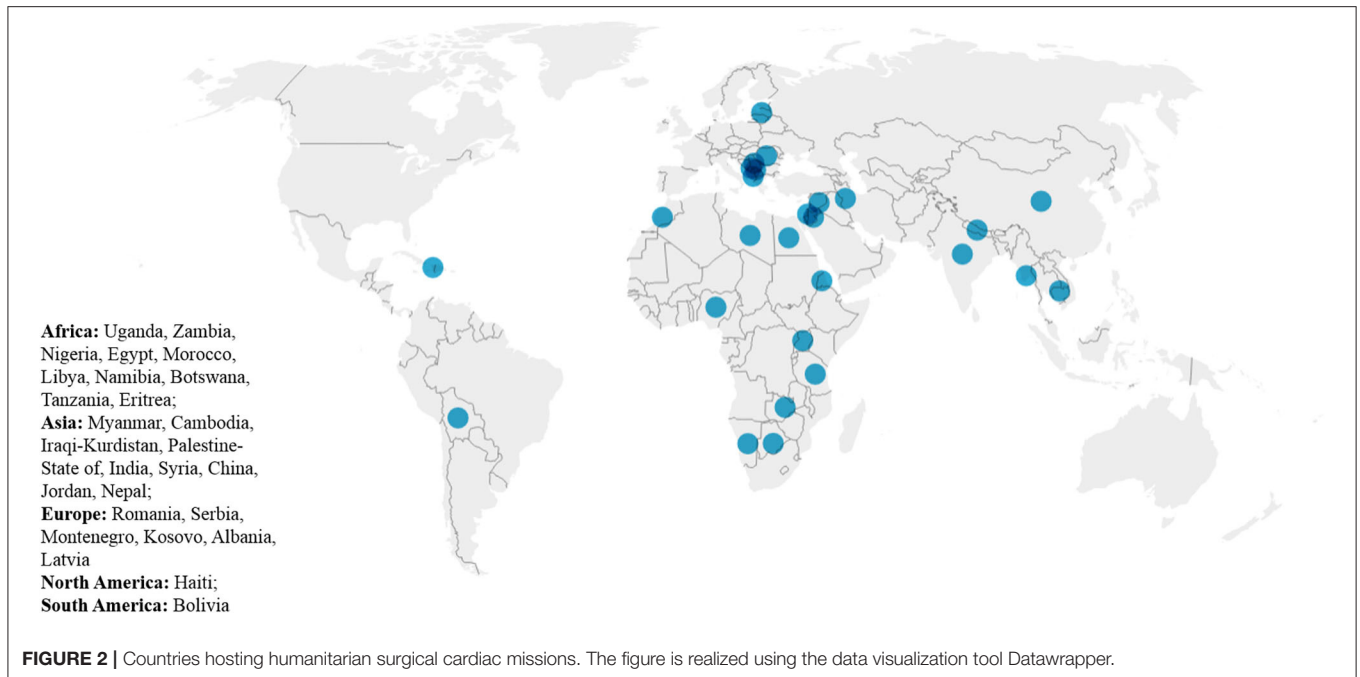 Africa: Uganda, Zambia,
Nigeria, Egypt, Morocco,
Libya, Namibia, Botswana,
Tanzania, Eritrea;
Asia: Myanmar, Cambodia,
Iraqi-Kurdistan, Palestine-
State of, India, Syria, China,
Jordan, Nepal;
Europe: Romania, Serbia,
Montenegro, Kosovo, Albania,
Latvia
North America: Haiti;
South America: Bolivia
FIGURE 2 | Countries hosting humanitarian surgical cardiac missions. The figure is realized using the data visualization tool Datawrapper.